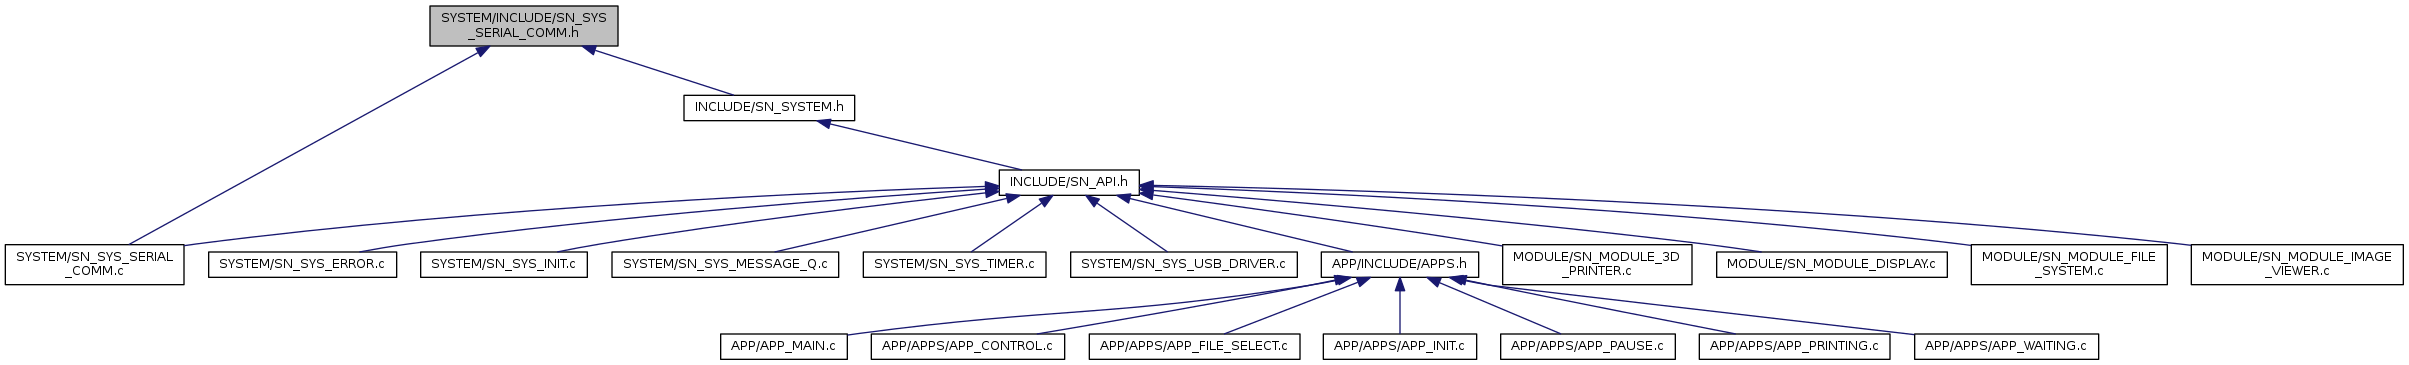 SYSTEM/INCLUDE/SN_SYS
_SERIAL_COMM.h
INCLUDE/SN_SYSTEM.h
INCLUDE/SN_API.h
SYSTEM/SN_SYS_SERIAL
_COMM.c
SYSTEM/SN_SYS_ERROR.c
SYSTEM/SN_SYS_INIT.c
SYSTEM/SN_SYS_MESSAGE_Q.c
SYSTEM/SN_SYS_TIMER.c
SYSTEM/SN_SYS_USB_DRIVER.c
APP/INCLUDE/APPS.h
MODULE/SN_MODULE_3D
_PRINTER.c
MODULE/SN_MODULE_DISPLAY.c
MODULE/SN_MODULE_FILE
_SYSTEM.c
MODULE/SN_MODULE_IMAGE
_VIEWER.c
APP/APP_MAIN.c
APP/APPS/APP_CONTROL.c
APP/APPS/APP_FILE_SELECT.c
APP/APPS/APP_INIT.c
APP/APPS/APP_PAUSE.c
APP/APPS/APP_PRINTING.c
APP/APPS/APP_WAITING.c